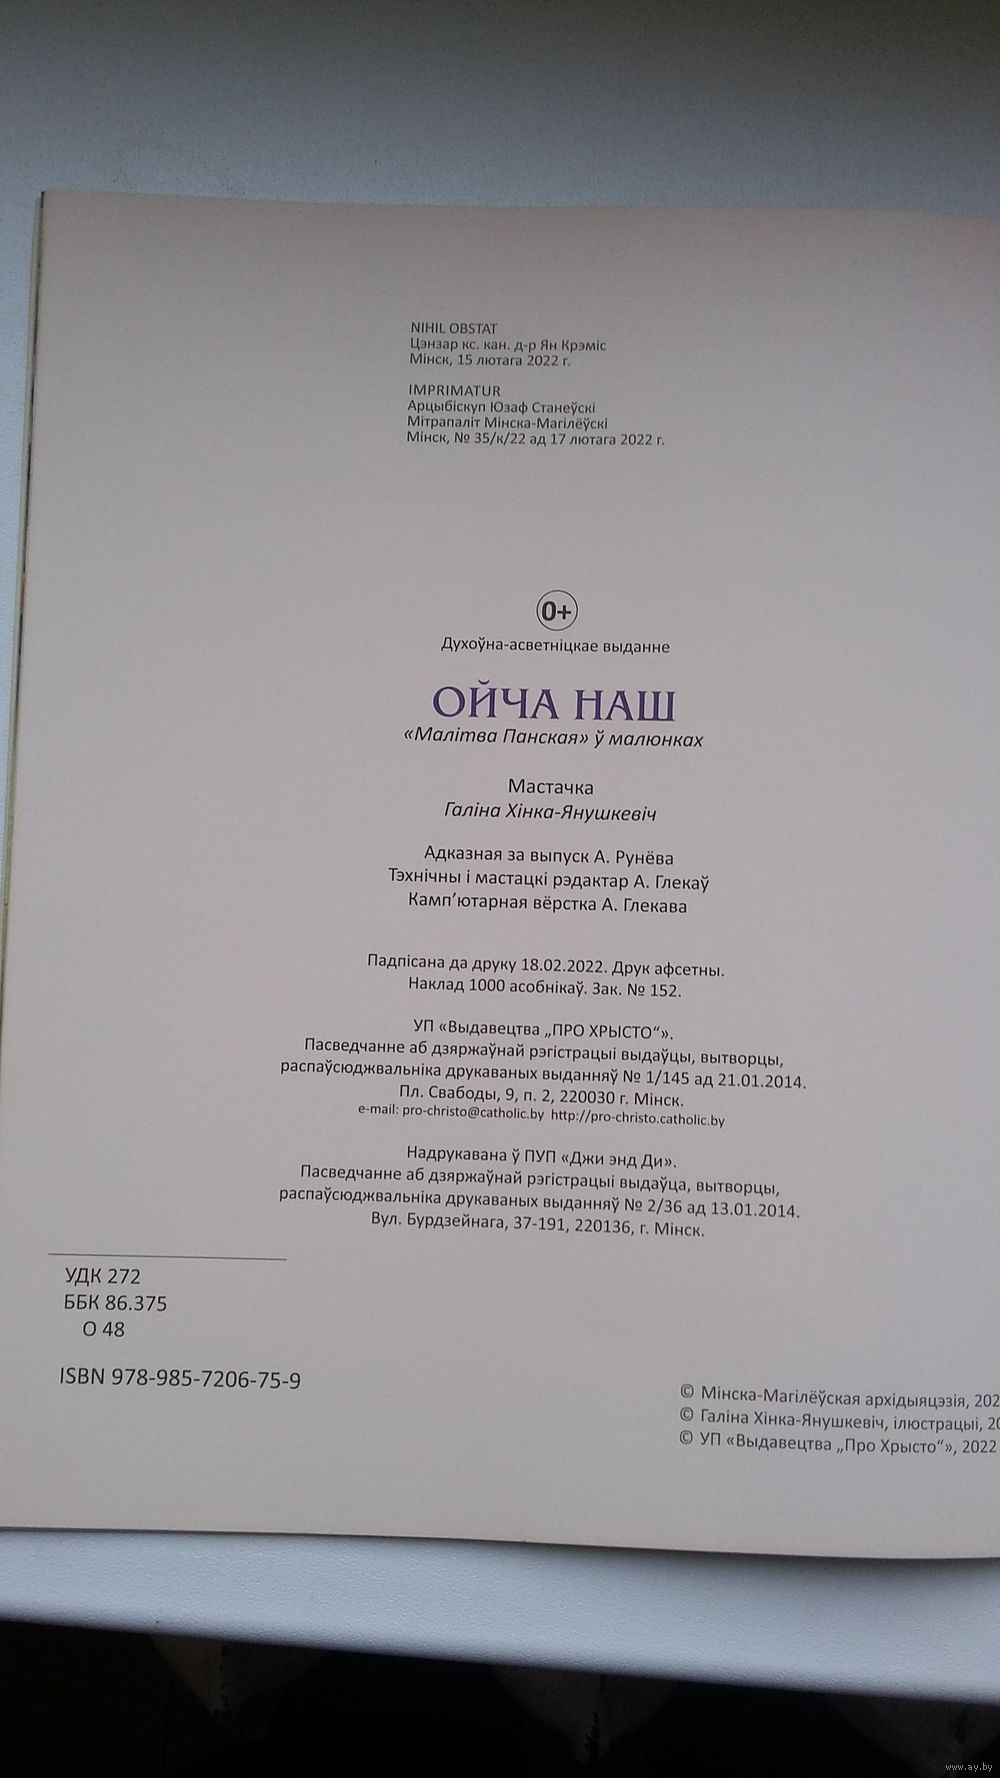 NIHIL OBSTAT
Цэнзар кс. кан. д-р Ян Крэміс
Мінск, 15 лютага 2022 г.
IMPRIMATUR
Арцыбіскуп Юзаф Станеўскі
Мітрапаліт Мінска-Магілёўскі
Мінск, № 35/к/22 ад 17 лютага 2022 г.
0+
Духоўна-асветніцкае выданне
ОЙЧА НАШ
«Малітва Панская» ў малюнках
Мастачка
Галіна Хінка-Янушкевіч
Адказная за выпуск А. Рунёва
Тэхнічны і мастацкі рэдактар А. Глекаў
Камп’ютарная вёрстка А. Глекава
Падпісана да друку 18.02.2022. Друк афсетны.
Наклад 1000 асобнікаў. Зак. № 152.
УП «Выдавецтва „ПРО ХРЫСТО“».
Пасведчанне аб дзяржаўнай рэгістрацыі выдаўцы, вытворцы,
распаўсюджвальніка друкаваных выданняў № 1/145 ад 21.01.2014.
Пл. Свабоды, 9, п. 2, 220030 г. Мінск.
e-mail: pro-christo@catholic.by http://pro-christo.catholic.by
Надрукавана ў ПУП «Джи энд Ди».
Пасведчанне аб дзяржаўнай рэгістрацыі выдаўца, вытворцы,
распаўсюджвальніка друкаваных выданняў № 2/36 ад 13.01.2014.
Вул. Бурдзейнага, 37-191, 220136, г. Мінск.
УДК 272
ББК 86.375
О 48
ISBN 978-985-7206-75-9
© Мінска-Магілёўская архідыяцэзія, 202
© Галіна Хінка-Янушкевіч, ілюстрацыі, 20
© УП «Выдавецтва „Про Хрысто“», 2022
www.ay.by